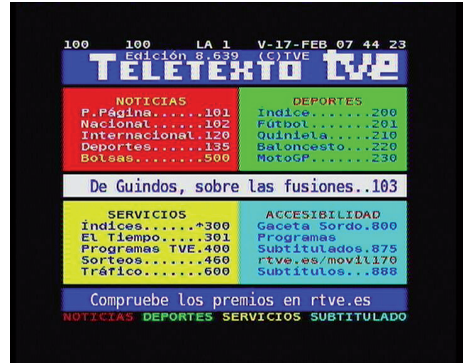 100 100 LA 1 V-17-FEB 07 44 23
Edición 8.639 (C)TVE
TELETEXTO tve
NOTICIAS
P.Página......101
Nacional......102
Internacional.120
Deportes......135
Bolsas........500
DEPORTES
Indice.......200
Fútbol.......201
Quiniela.....210
Baloncesto...220
MotoGP.......230
De Guindos, sobre las fusiones..103
SERVICIOS
Índices......↑300
El Tiempo.....301
Programas TVE.400
Sorteos.......460
Tráfico.......600
ACCESIBILIDAD
Gaceta Sordo.800
Programas
Subtitulados.875
rtve.es/movil170
Subtítulos...888
Compruebe los premios en rtve.es
NOTICIAS DEPORTES SERVICIOS SUBTITULADO